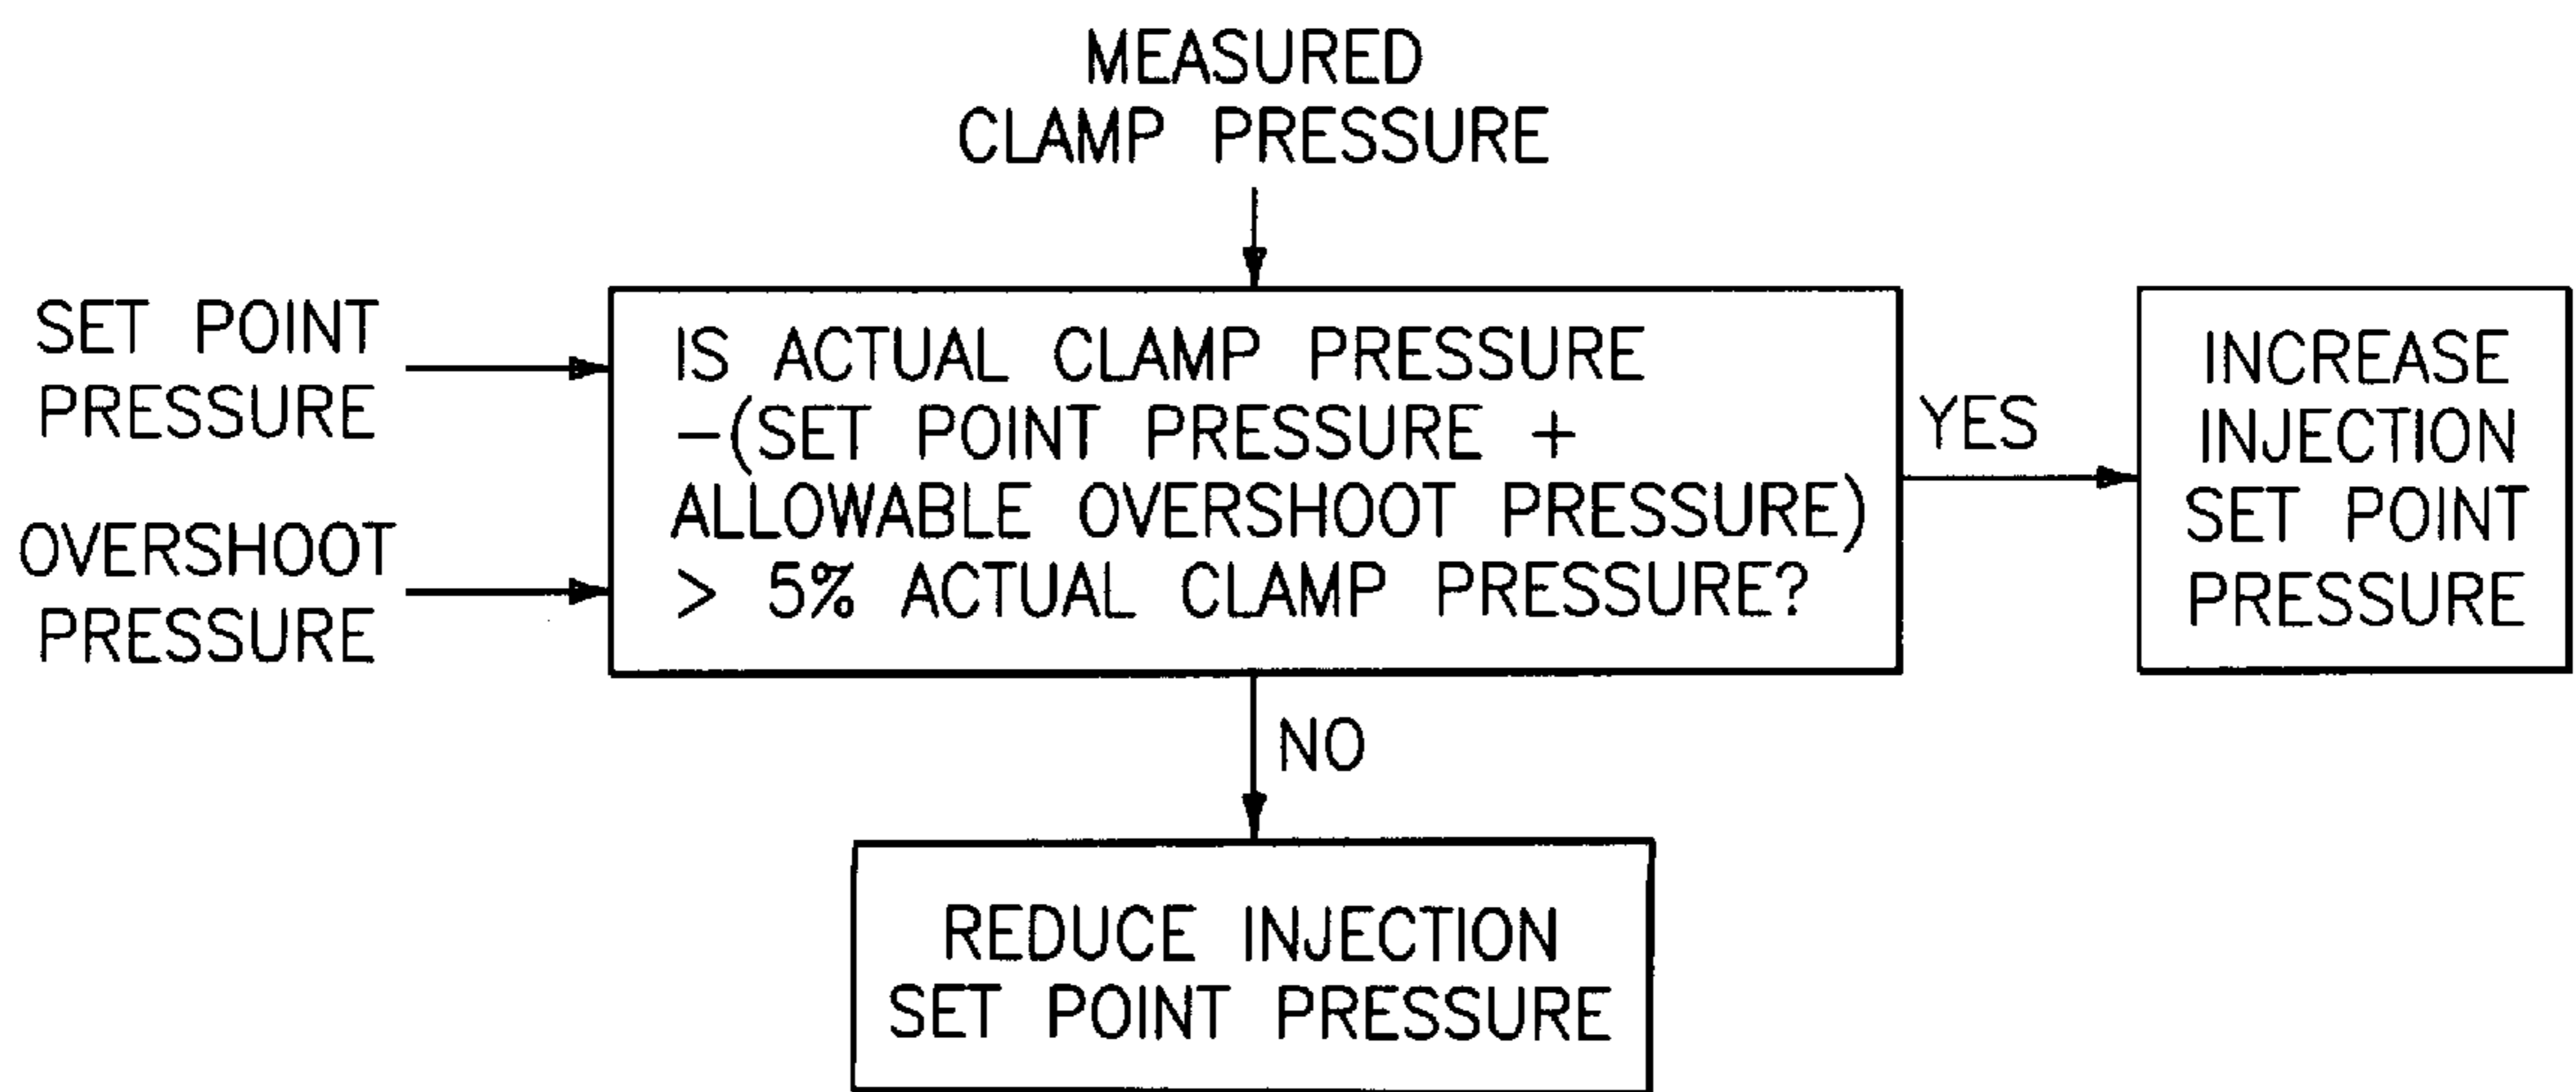 MEASURED
CLAMP PRESSURE
SET POINT
PRESSURE
OVERSHOOT
PRESSURE
IS ACTUAL CLAMP PRESSURE
-(SET POINT PRESSURE +
ALLOWABLE OVERSHOOT PRESSURE)
> 5% ACTUAL CLAMP PRESSURE?
YES
INCREASE
INJECTION
SET POINT
PRESSURE
NO
REDUCE INJECTION
SET POINT PRESSURE